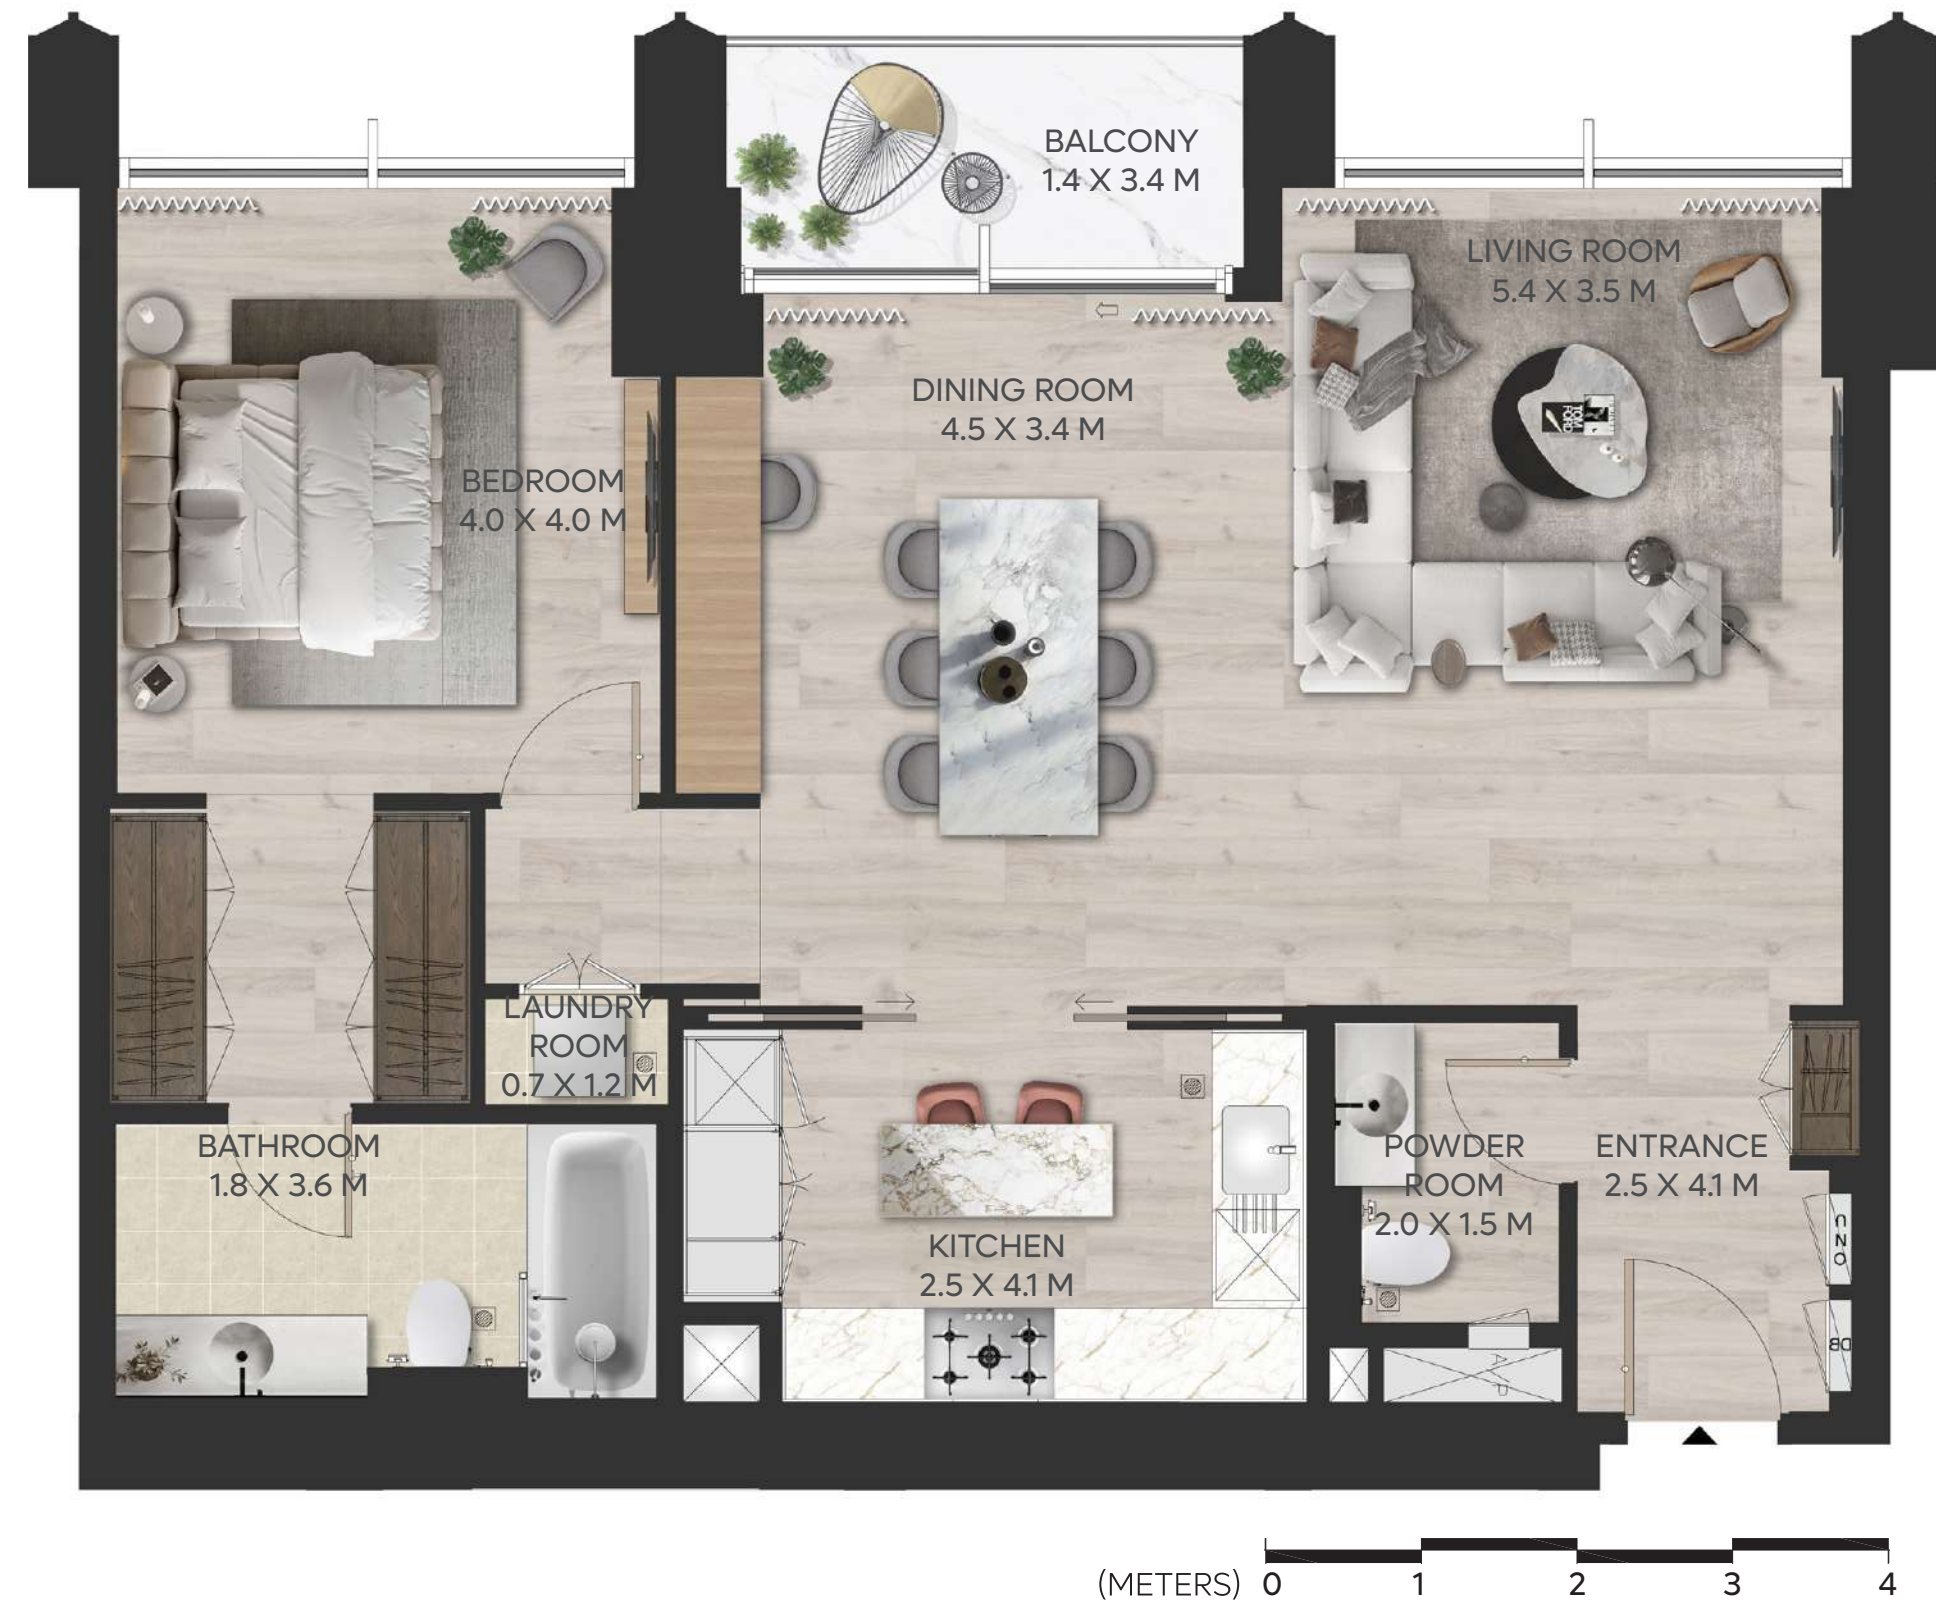 BALCONY
1.4 X 3.4 M
LIVING ROOM
5.4 X 3.5 M
DINING ROOM
4.5 X 3.4 M
TOM
FORD
BEDROOM
4.0 X 4.0 M
LAUNDRY
ROOM
0.7 X 1.2 M
BATHROOM
1.8 X 3.6 M
KITCHEN
2.5 X 4.1 M
POWDER
ROOM
2.0 X 1.5 M
ENTRANCE
2.5 X 4.1 M
DB
(METERS) 0 1 2 3 4